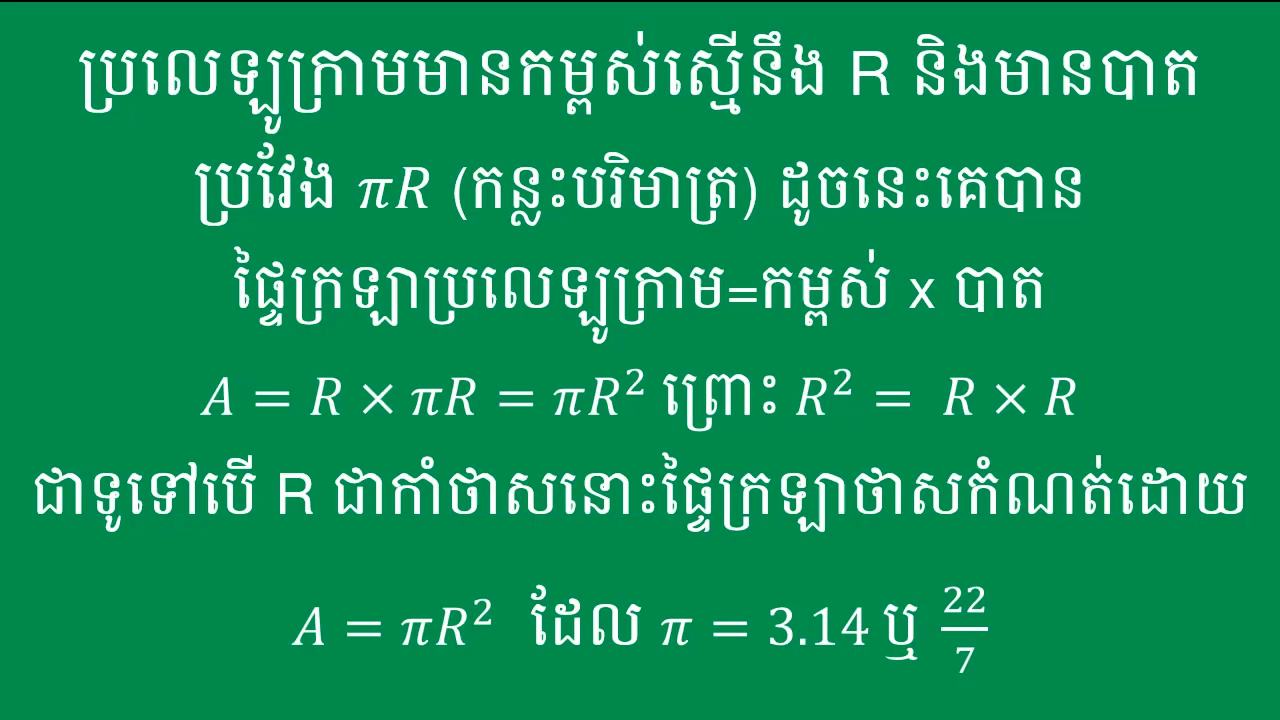 ប្រលេឡូក្រាមមានកម្ពស់ស្មើនឹង R និងមានបាត
ប្រវែង πR (កន្លះបរិមាត្រ) ដូចនេះគេបាន
ផ្ទៃក្រឡាប្រលេឡូក្រាម=កម្ពស់ x បាត
A = R × πR = πR² ព្រោះ R² = R × R
ជាទូទៅបើ R ជាកាំថាសនោះផ្ទៃក្រឡាថាសកំណត់ដោយ
A = πR² ដែល π = 3.14 ឬ 22/7